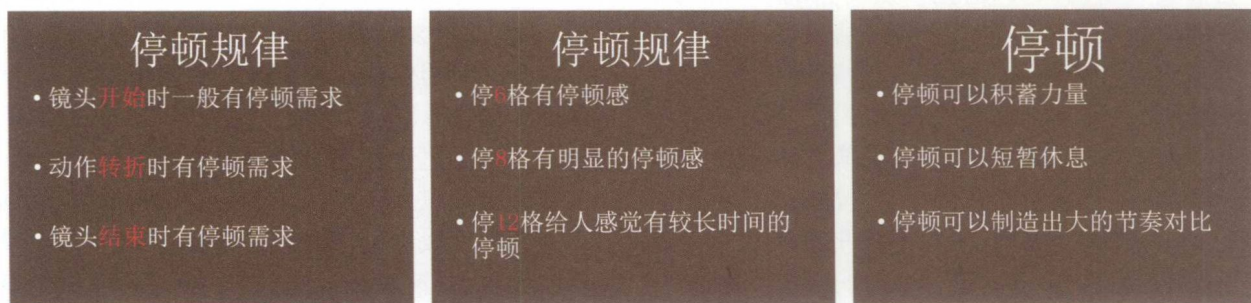 停顿规律
• 镜头开始时一般有停顿需求
• 动作转折时有停顿需求
• 镜头结束时有停顿需求
停顿规律
• 停6格有停顿感
• 停8格有明显的停顿感
• 停12格给人感觉有较长时间的
停顿
停顿
• 停顿可以积蓄力量
• 停顿可以短暂休息
• 停顿可以制造出大的节奏对比